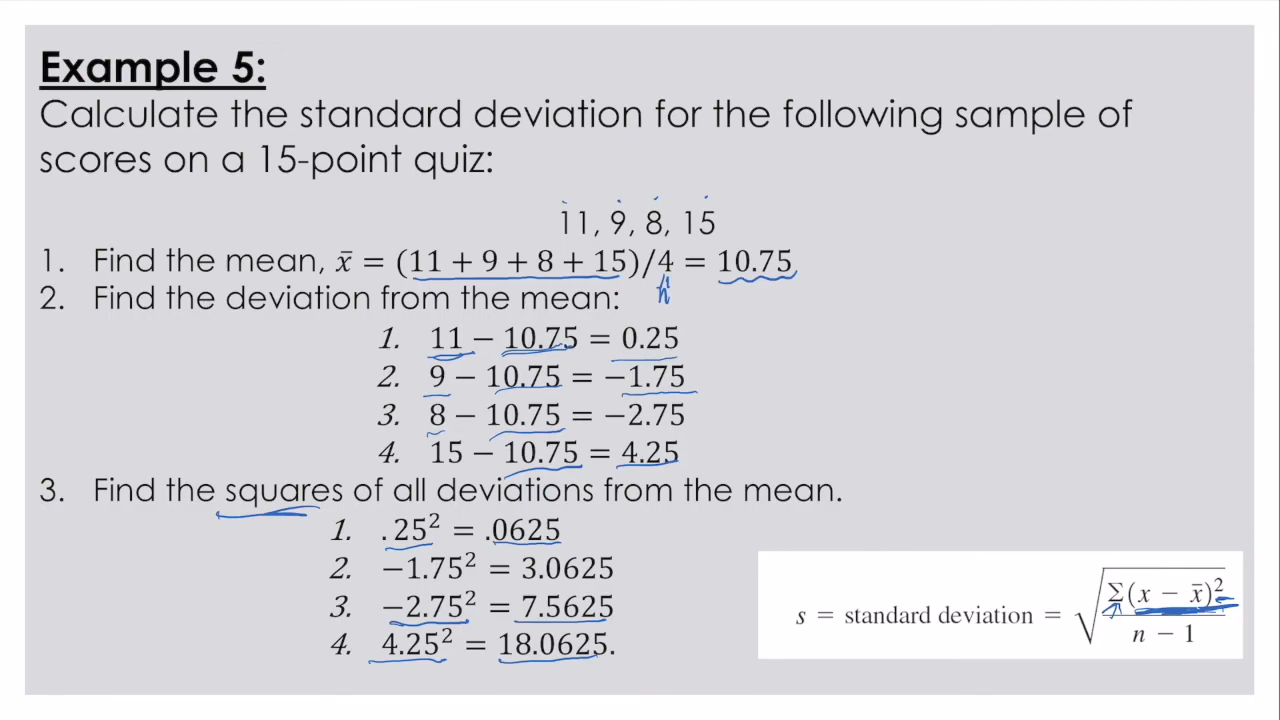 Example 5:
Calculate the standard deviation for the following sample of
scores on a 15-point quiz:
11, 9, 8, 15
1. Find the mean, x̄ = (11 + 9 + 8 + 15)/4 = 10.75
n
2. Find the deviation from the mean:
1. 11 − 10.75 = 0.25
2. 9 − 10.75 = −1.75
3. 8 − 10.75 = −2.75
4. 15 − 10.75 = 4.25
3. Find the squares of all deviations from the mean.
1. .25² = .0625
2. −1.75² = 3.0625
3. −2.75² = 7.5625
4. 4.25² = 18.0625.
s = standard deviation = √(Σ(x − x̄)² / n − 1)